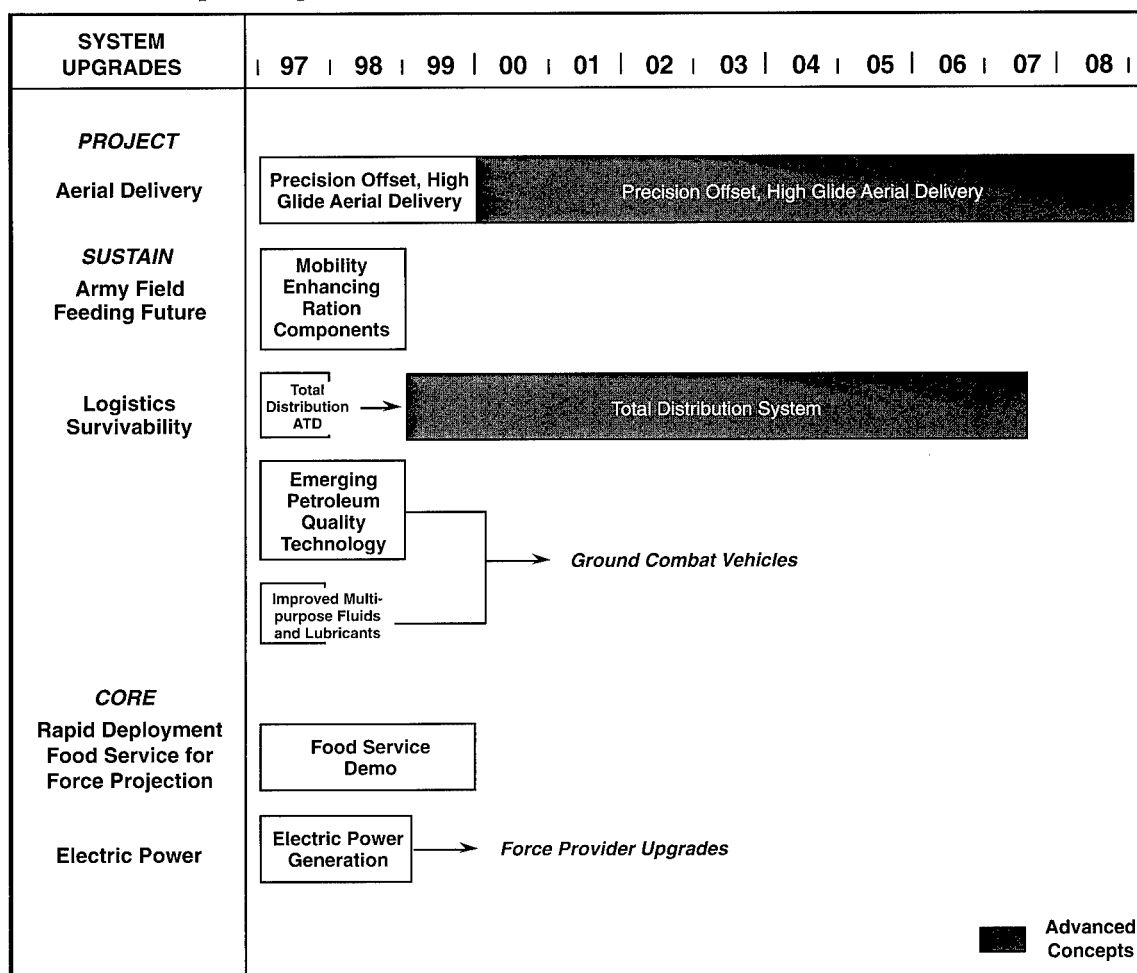 SYSTEM
UPGRADES
97 98 99 00 01 02 03 04 05 06 07 08
PROJECT
Aerial Delivery
Precision Offset, High
Glide Aerial Delivery
Precision Offset, High Glide Aerial Delivery
SUSTAIN
Army Field
Feeding Future
Mobility
Enhancing
Ration
Components
Logistics
Survivability
Total
Distribution
ATD
Total Distribution System
Emerging
Petroleum
Quality
Technology
Ground Combat Vehicles
Improved Multi-
purpose Fluids
and Lubricants
CORE
Rapid Deployment
Food Service for
Force Projection
Food Service
Demo
Electric Power
Electric Power
Generation
Force Provider Upgrades
Advanced
Concepts